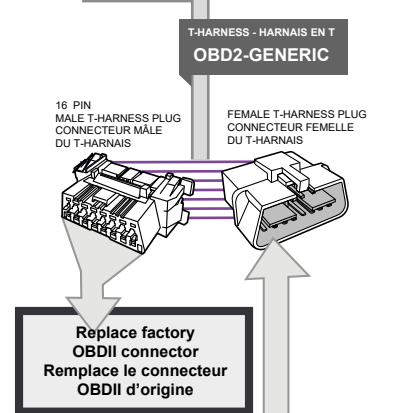 T-HARNESS - HARNAIS EN T
OBD2-GENERIC
16 PIN
MALE T-HARNESS PLUG
CONNECTEUR MÂLE
DU T-HARNAIS
FEMALE T-HARNESS PLUG
CONNECTEUR FEMELLE
DU T-HARNAIS
Replace factory
OBDII connector
Remplace le connecteur
OBDII d'origine